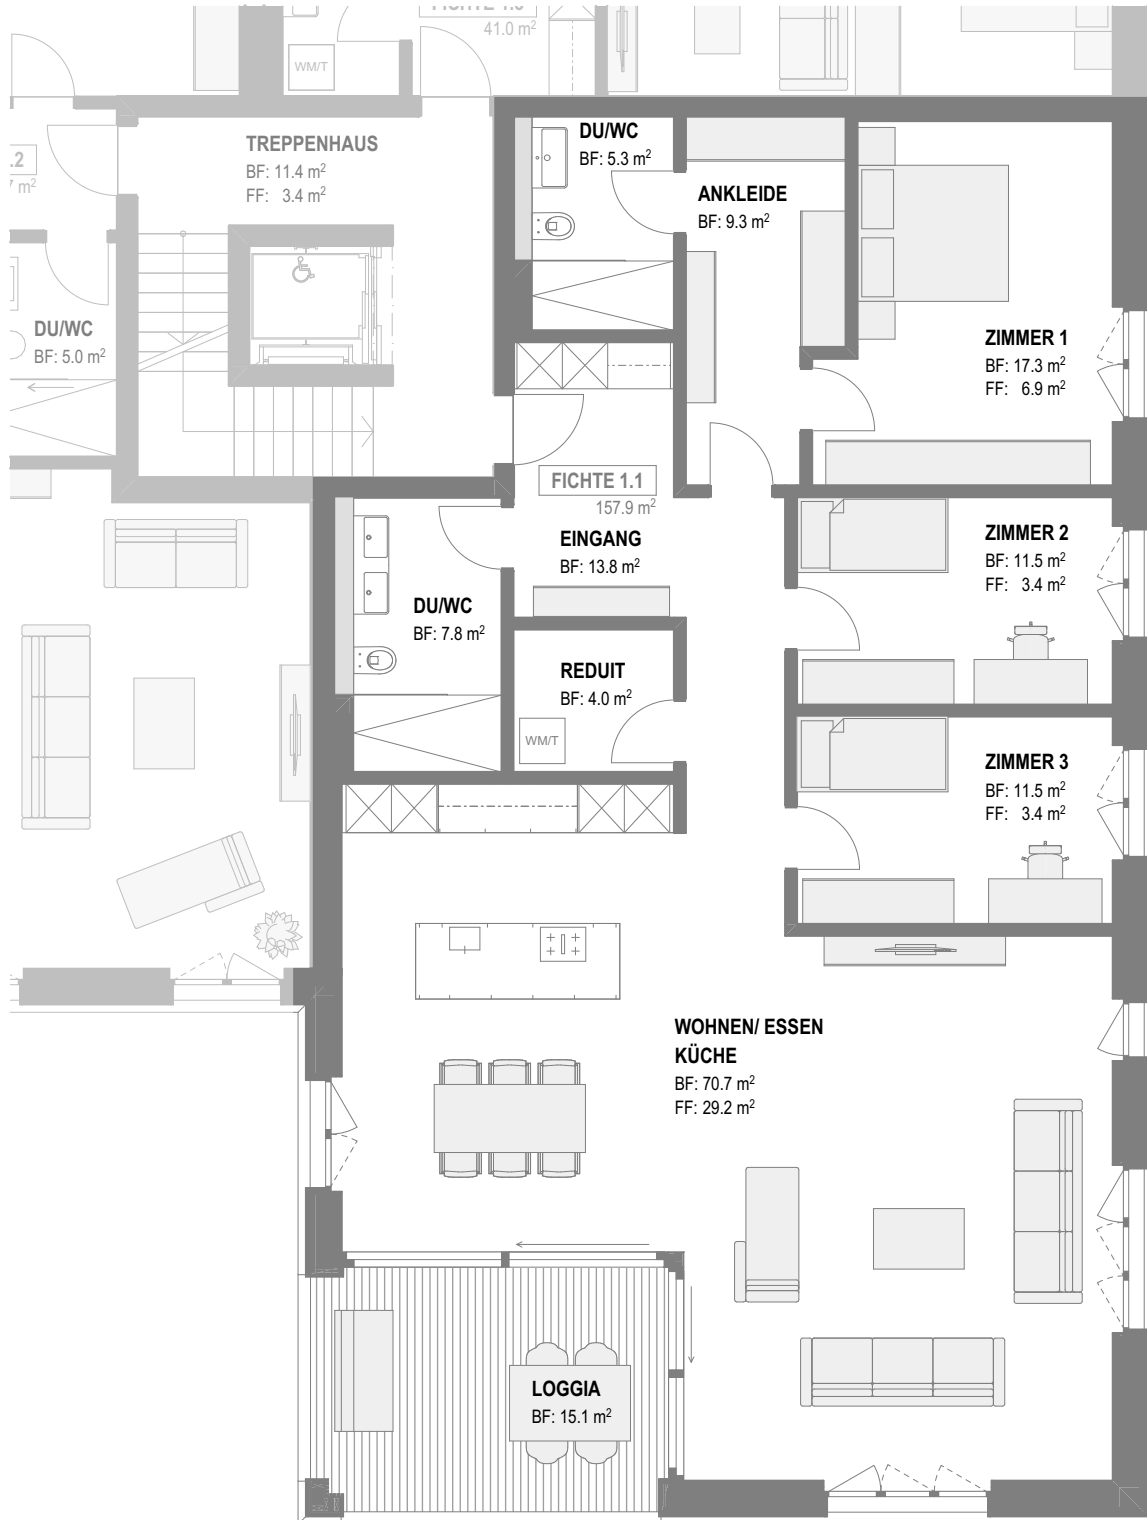 41.0 m²
WM/T
TREPPENHAUS
BF: 11.4 m²
FF: 3.4 m²
DU/WC
BF: 5.3 m²
ANKLEIDE
BF: 9.3 m²
.2
m²
DU/WC
BF: 5.0 m²
ZIMMER 1
BF: 17.3 m²
FF: 6.9 m²
FICHTE 1.1
157.9 m²
EINGANG
BF: 13.8 m²
ZIMMER 2
BF: 11.5 m²
FF: 3.4 m²
DU/WC
BF: 7.8 m²
REDUIT
BF: 4.0 m²
WM/T
ZIMMER 3
BF: 11.5 m²
FF: 3.4 m²
WOHNEN/ ESSEN
KÜCHE
BF: 70.7 m²
FF: 29.2 m²
LOGGIA
BF: 15.1 m²